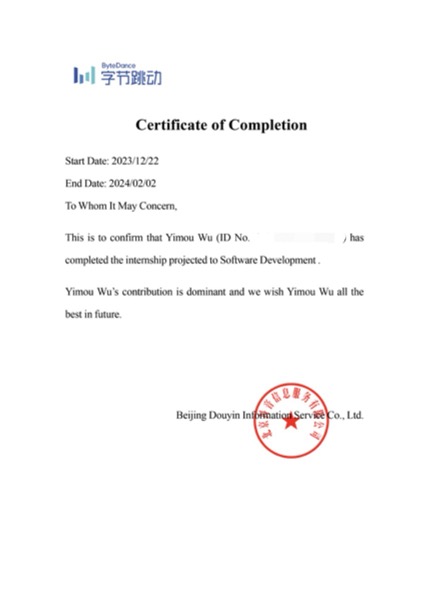 ByteDance
字节跳动
Certificate of Completion
Start Date: 2023/12/22
End Date: 2024/02/02
To Whom It May Concern,
This is to confirm that Yimou Wu (ID No. ) has
completed the internship projected to Software Development .
Yimou Wu's contribution is dominant and we wish Yimou Wu all the
best in future.
Beijing Douyin Information Service Co., Ltd.
北京抖音信息服务有限公司